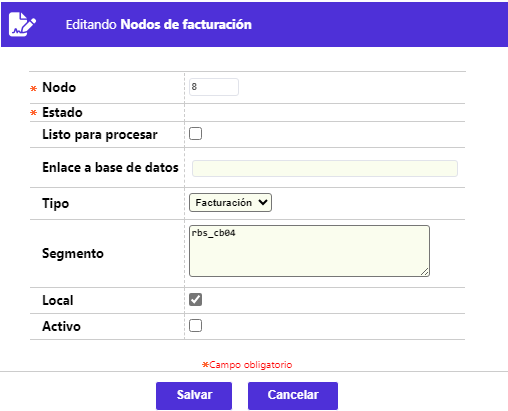 Editando Nodos de facturación
* Nodo 8
* Estado
Listo para procesar
Enlace a base de datos
Tipo Facturación
Segmento rbs_cb04
Local
Activo
*Campo obligatorio
Salvar Cancelar